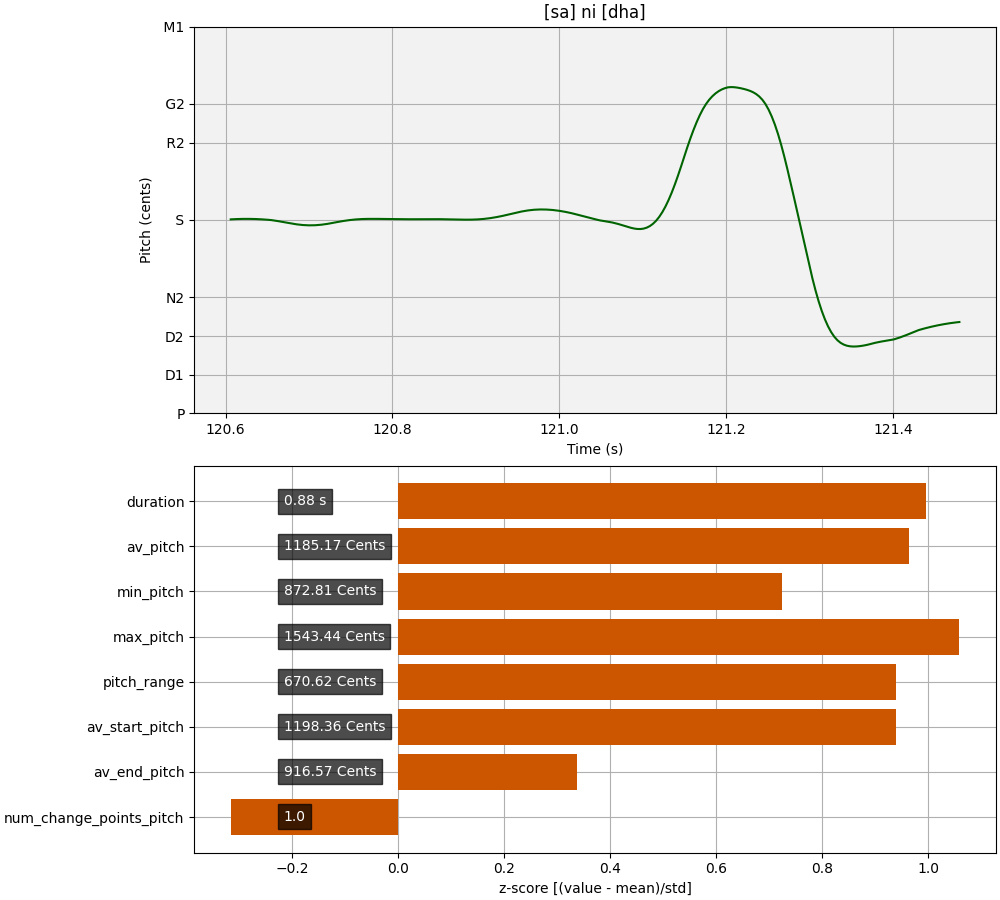 [sa] ni [dha]
M1
G2
R2
S
N2
D2
D1
P
Pitch (cents)
120.6 120.8 121.0 121.2 121.4
Time (s)
duration 0.88 s
av_pitch 1185.17 Cents
min_pitch 872.81 Cents
max_pitch 1543.44 Cents
pitch_range 670.62 Cents
av_start_pitch 1198.36 Cents
av_end_pitch 916.57 Cents
num_change_points_pitch 1.0
−0.2 0.0 0.2 0.4 0.6 0.8 1.0
z-score [(value - mean)/std]